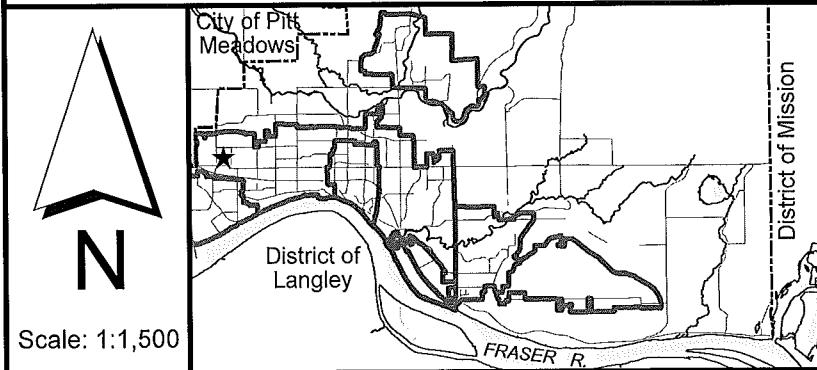 City of Pitt
Meadows
District of Mission
District of
Langley
N
Scale: 1:1,500
FRASER R.